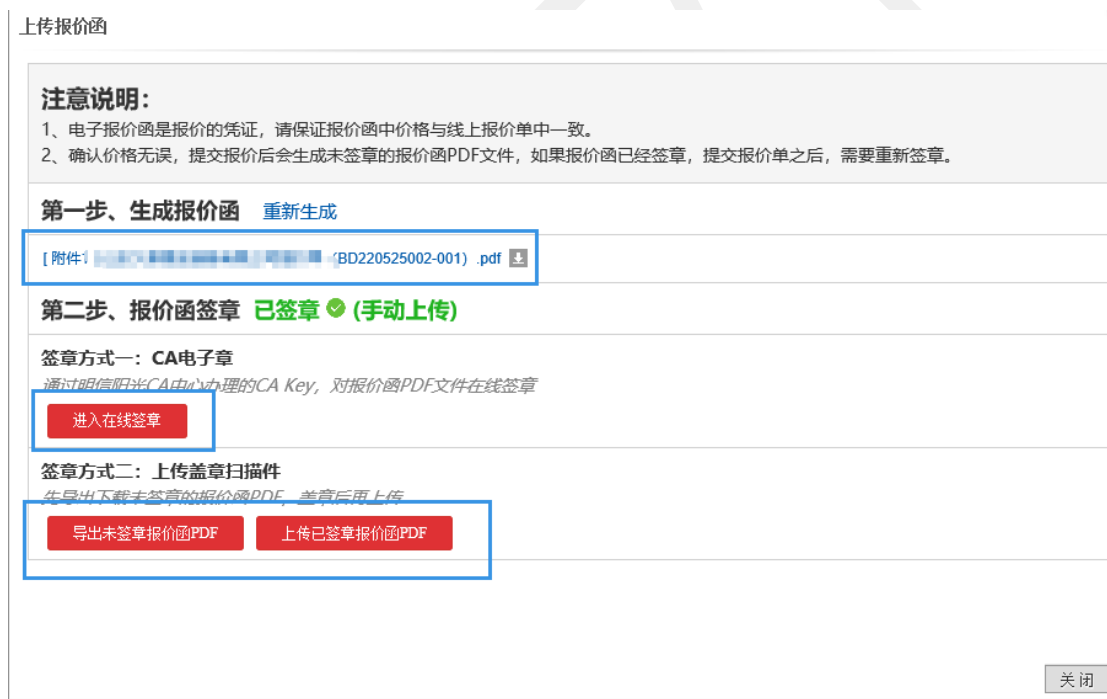 上传报价函
注意说明：
1、电子报价函是报价的凭证，请保证报价函中价格与线上报价单中一致。
2、确认价格无误，提交报价后会生成未签章的报价函PDF文件，如果报价函已经签章，提交报价单之后，需要重新签章。
第一步、生成报价函 重新生成
[ 附件 （BD220525002-001）.pdf
第二步、报价函签章 已签章 (手动上传)
签章方式一：CA电子章
通过明信阳光CA中心办理的CA Key，对报价函PDF文件在线签章
进入在线签章
签章方式二：上传盖章扫描件
先导出下载未签章的报价函PDF，盖章后再上传
导出未签章报价函PDF 上传已签章报价函PDF
关闭